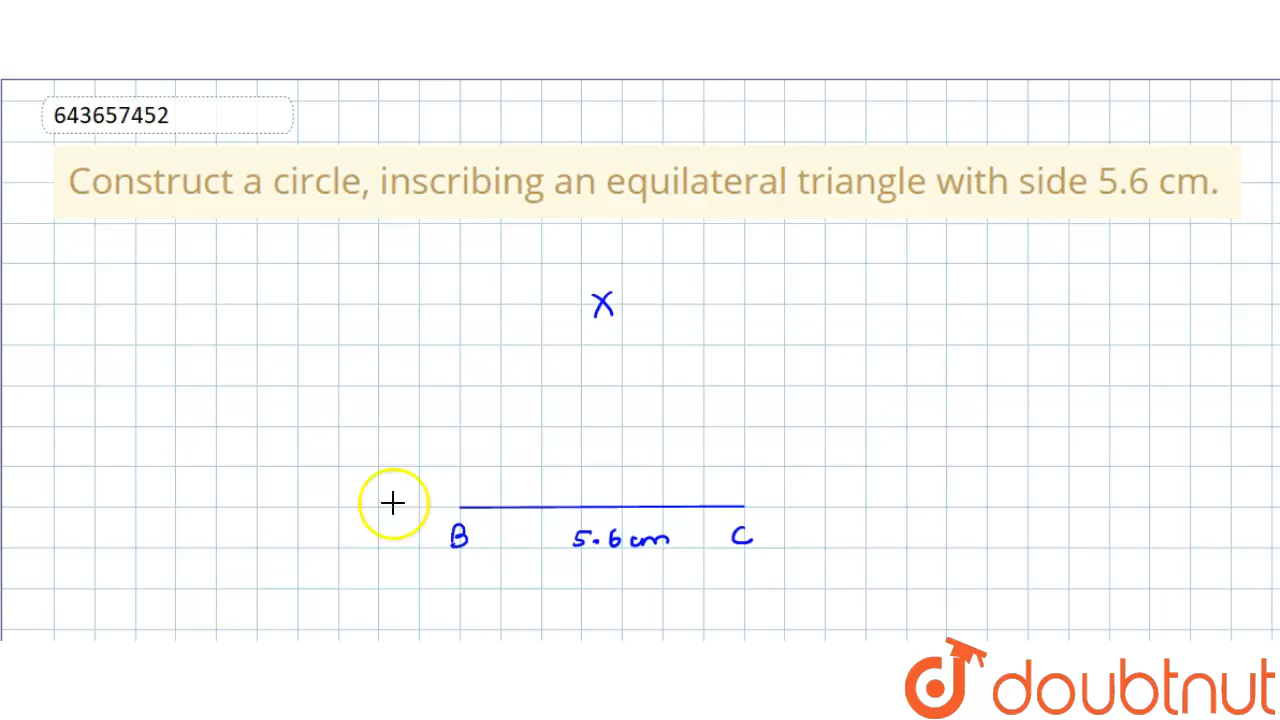 643657452
Construct a circle, inscribing an equilateral triangle with side 5.6 cm.
X
B 5.6 cm C
doubtnut